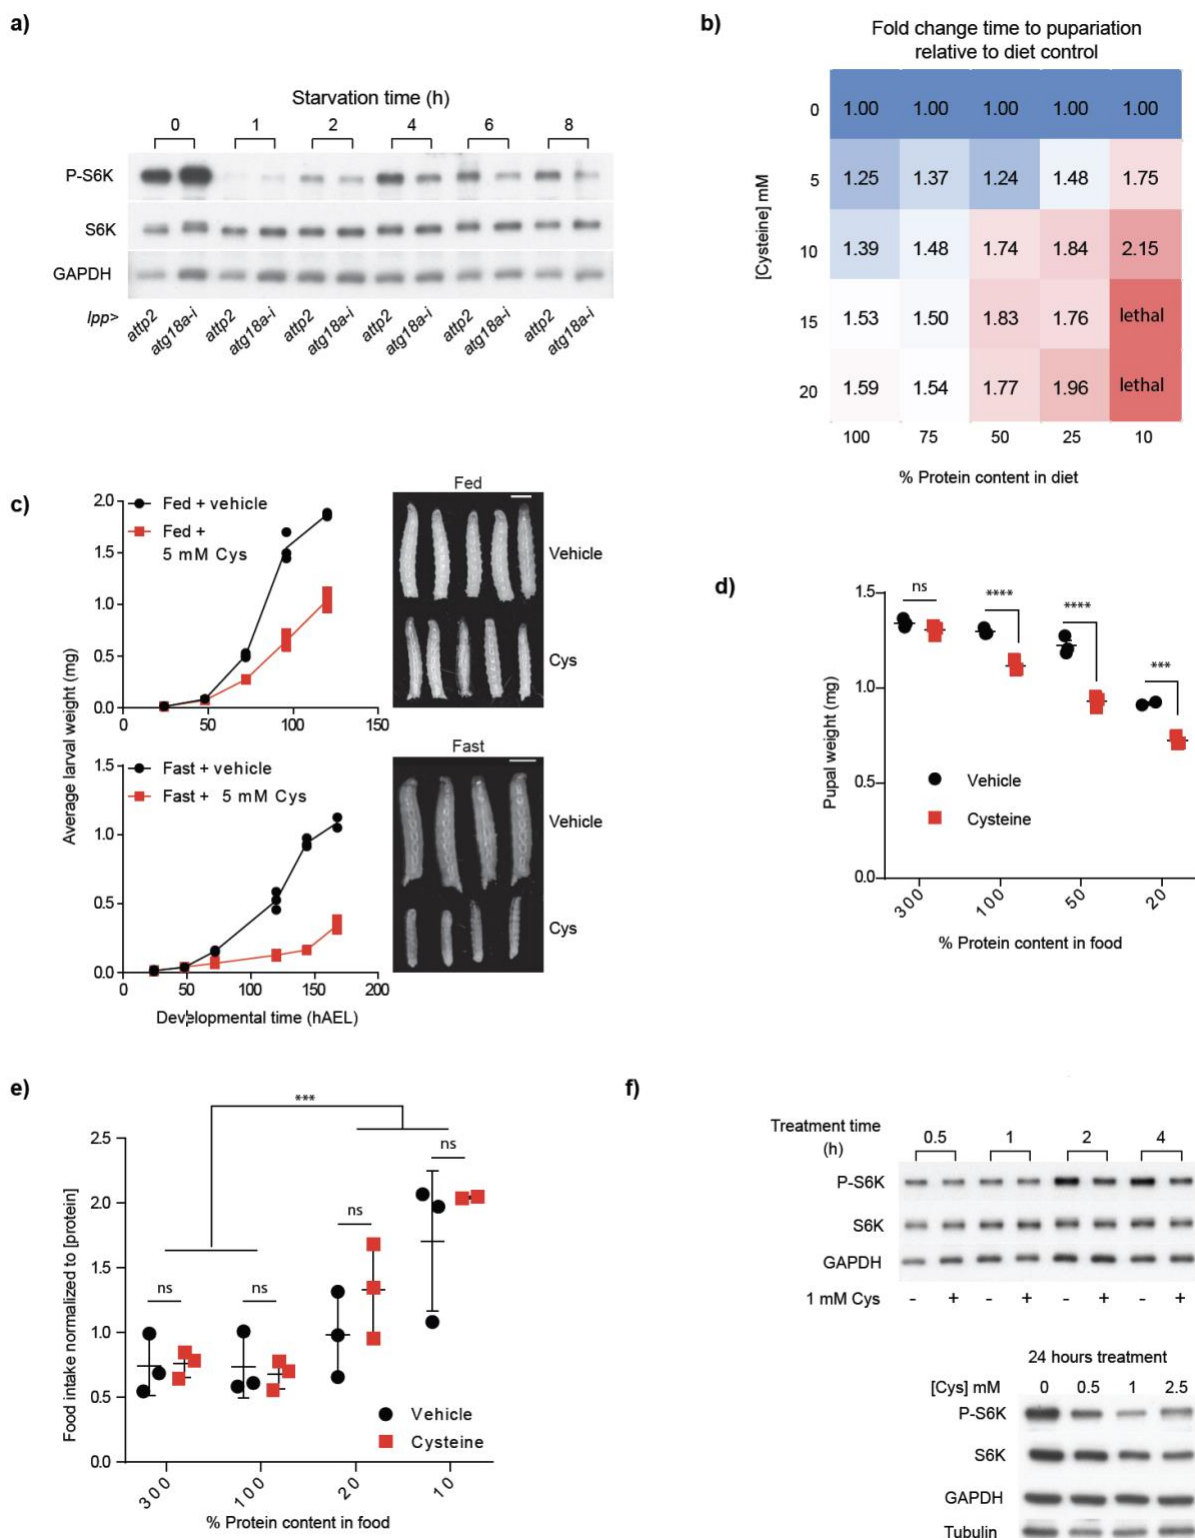 a)
Starvation time (h)
0 1 2 4 6 8
P-S6K
S6K
GAPDH
lpp>
attp2 atg18a-i attp2 atg18a-i attp2 atg18a-i attp2 atg18a-i attp2 atg18a-i attp2 atg18a-i
b)
Fold change time to pupariation
relative to diet control
[Cysteine] mM
0 1.00 1.00 1.00 1.00 1.00
5 1.25 1.37 1.24 1.48 1.75
10 1.39 1.48 1.74 1.84 2.15
15 1.53 1.50 1.83 1.76 lethal
20 1.59 1.54 1.77 1.96 lethal
100 75 50 25 10
% Protein content in diet
c)
Average larval weight (mg)
2.0
1.5
1.0
0.5
0.0
0 50 100 150
Fed + vehicle
Fed +
5 mM Cys
Fed
Vehicle
Cys
1.5
1.0
0.5
0.0
0 50 100 150 200
Fast + vehicle
Fast + 5 mM Cys
Developmental time (hAEL)
Fast
Vehicle
Cys
d)
Pupal weight (mg)
1.5
1.0
0.5
0.0
ns **** **** ***
Vehicle
Cysteine
300 100 50 20
% Protein content in food
e)
Food intake normalized to [protein]
2.5
2.0
1.5
1.0
0.5
0.0
***
ns ns ns ns
Vehicle
Cysteine
300 100 20 10
% Protein content in food
f)
Treatment time
(h)
0.5 1 2 4
P-S6K
S6K
GAPDH
1 mM Cys - + - + - + - +
24 hours treatment
[Cys] mM 0 0.5 1 2.5
P-S6K
S6K
GAPDH
Tubulin